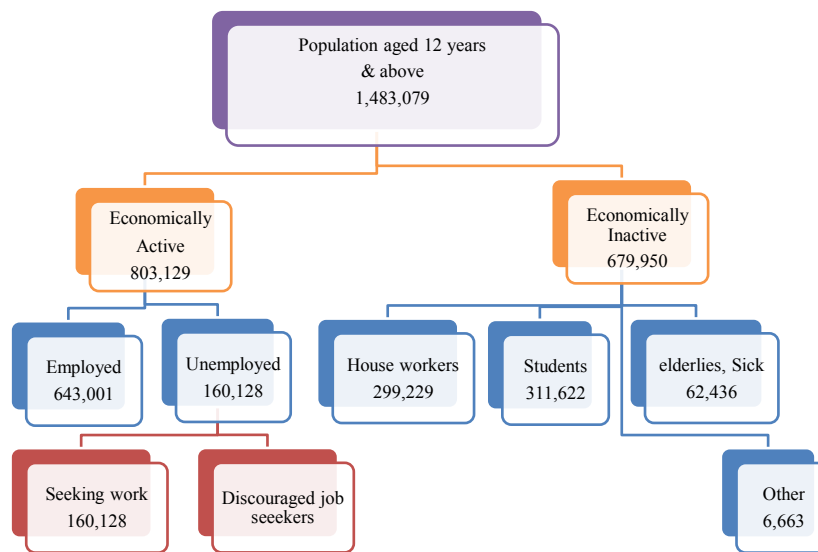 Population aged 12 years
& above
1,483,079
Economically
Active
803,129
Economically
Inactive
679,950
Employed
643,001
Unemployed
160,128
House workers
299,229
Students
311,622
elderlies, Sick
62,436
Seeking work
160,128
Discouraged job
seeekers
Other
6,663